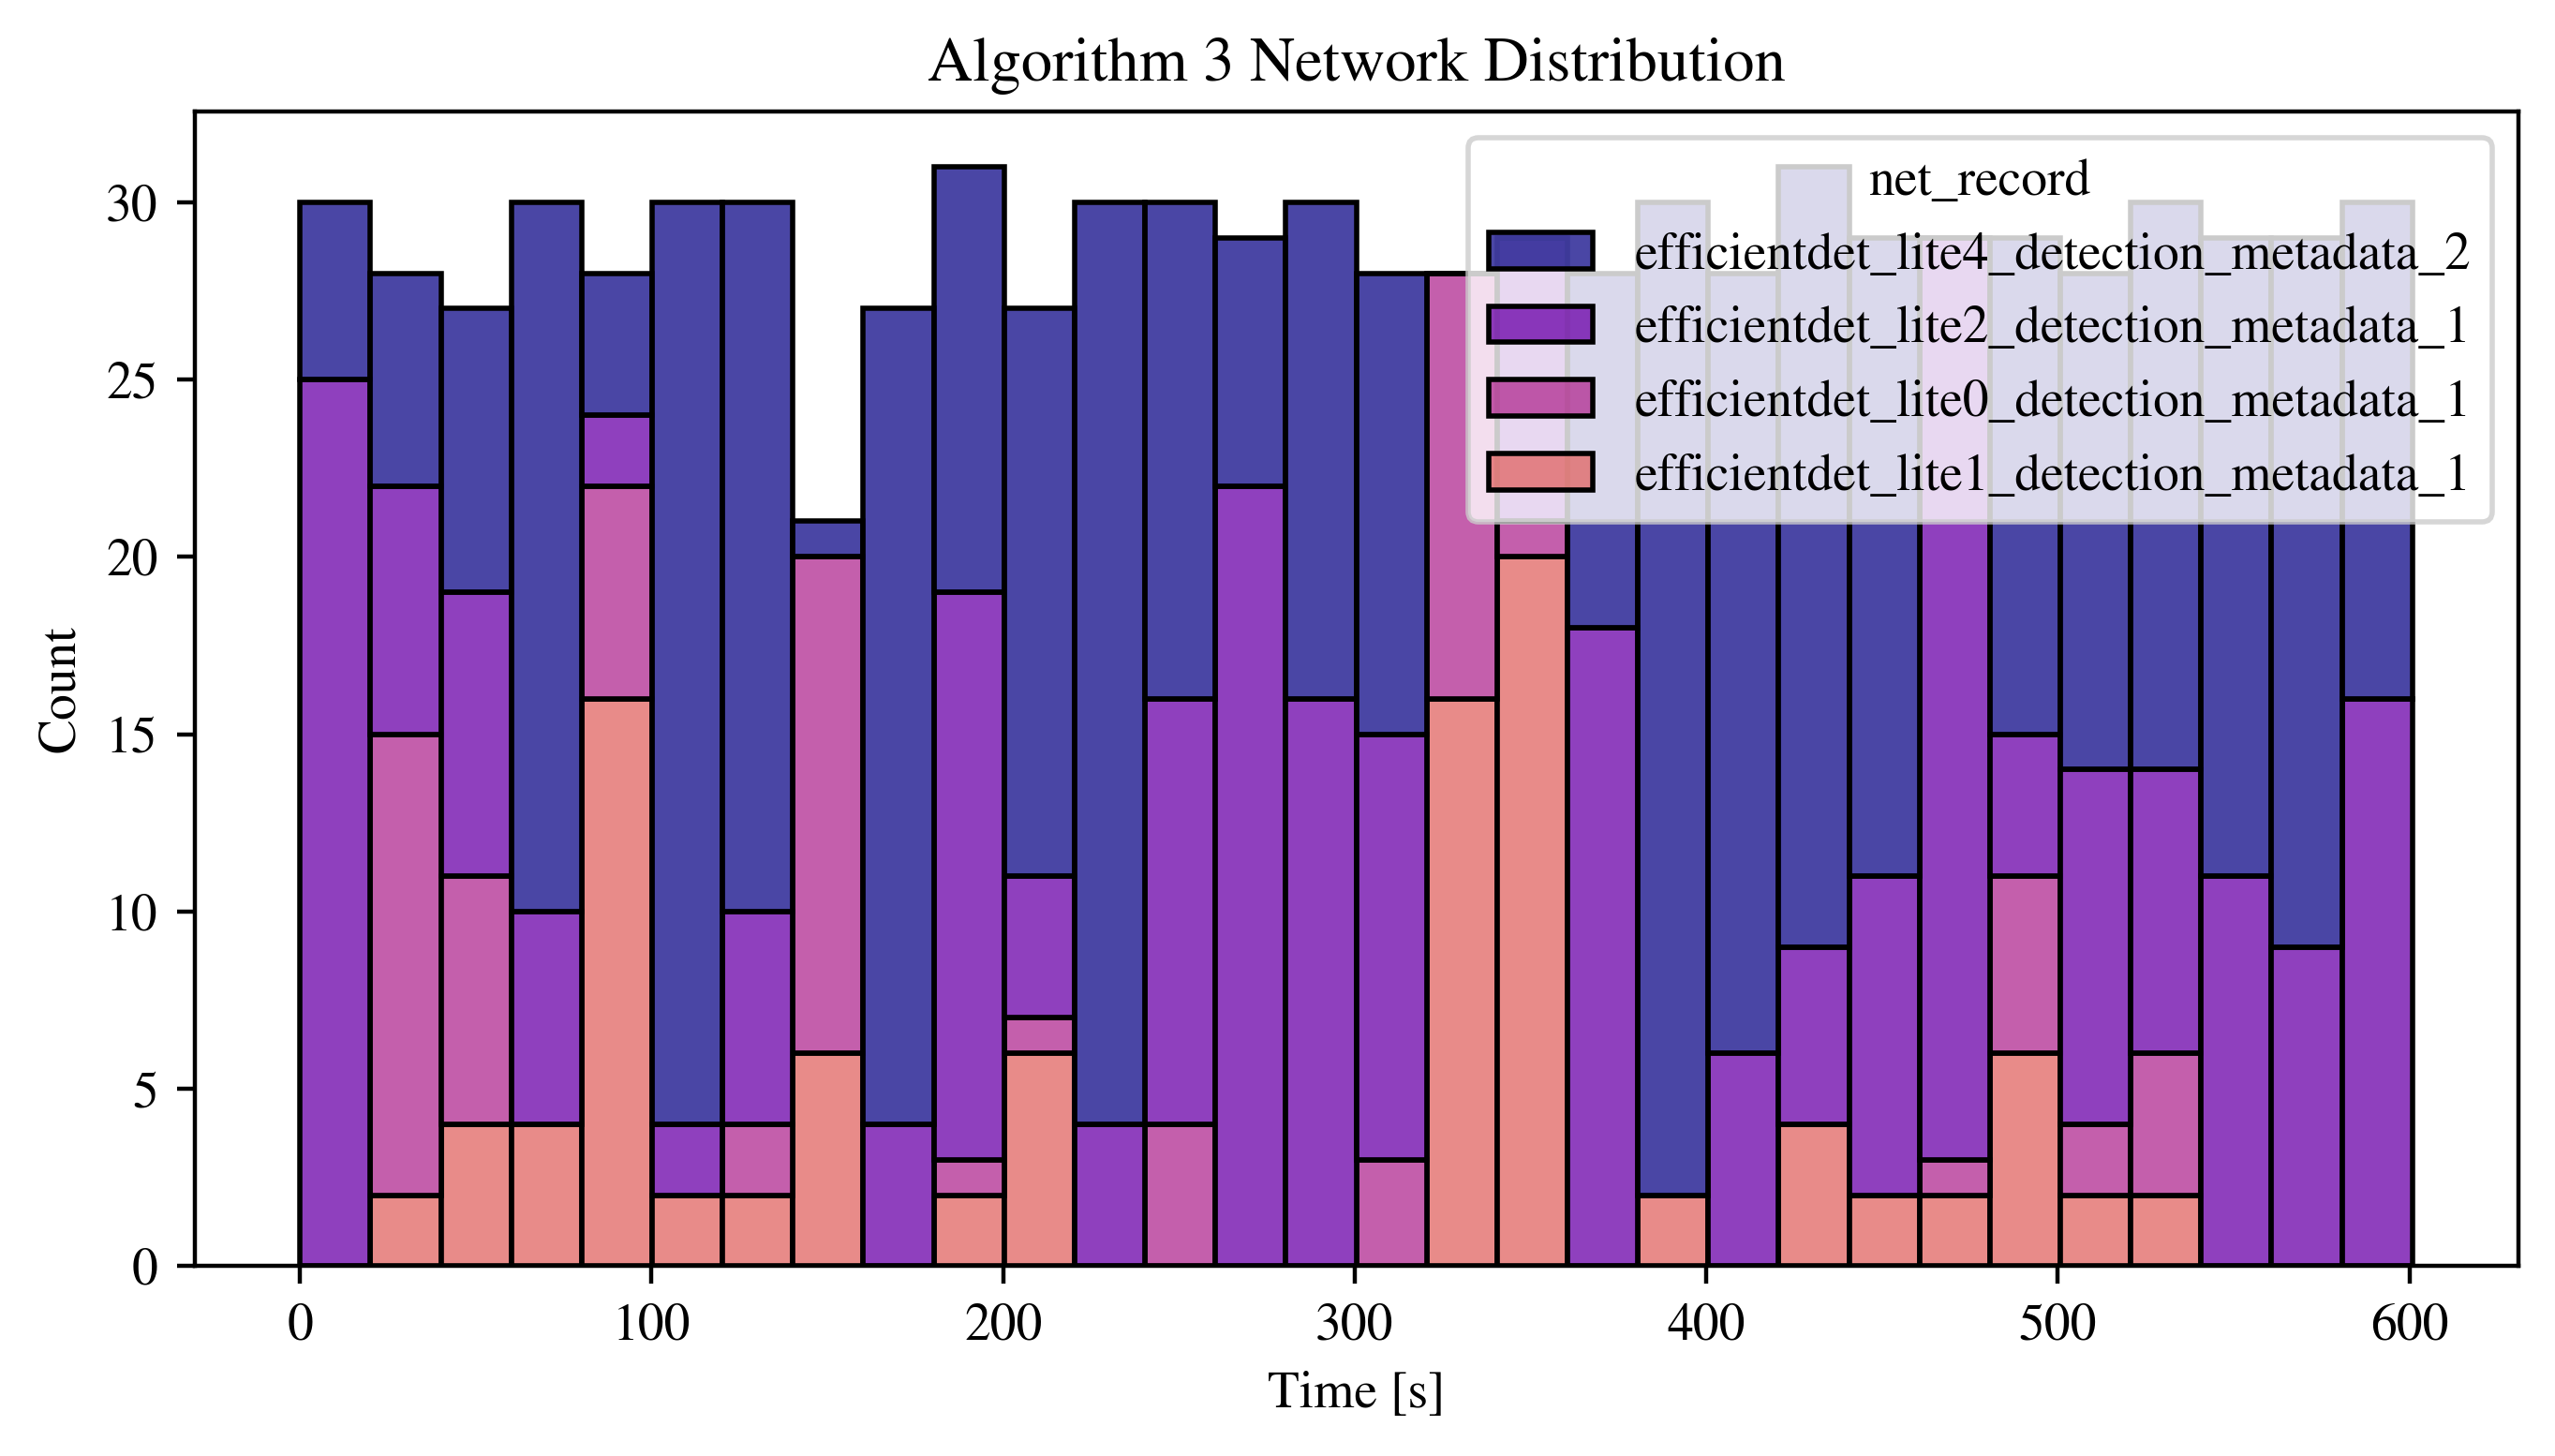 Algorithm 3 Network Distribution
net_record
efficientdet_lite4_detection_metadata_2
efficientdet_lite2_detection_metadata_1
efficientdet_lite0_detection_metadata_1
efficientdet_lite1_detection_metadata_1
30
25
20
15
10
5
0
Count
0 100 200 300 400 500 600
Time [s]